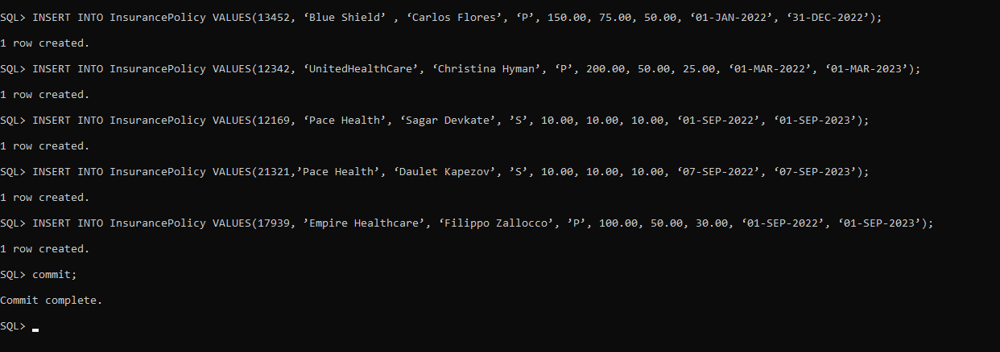 SQL> INSERT INTO InsurancePolicy VALUES(13452, ‘Blue Shield’ , ‘Carlos Flores’, ‘P’, 150.00, 75.00, 50.00, ‘01-JAN-2022’, ‘31-DEC-2022’);
1 row created.
SQL> INSERT INTO InsurancePolicy VALUES(12342, ‘UnitedHealthCare’, ‘Christina Hyman’, ‘P’, 200.00, 50.00, 25.00, ‘01-MAR-2022’, ‘01-MAR-2023’);
1 row created.
SQL> INSERT INTO InsurancePolicy VALUES(12169, ‘Pace Health’, ‘Sagar Devkate’, ’S’, 10.00, 10.00, 10.00, ‘01-SEP-2022’, ‘01-SEP-2023’);
1 row created.
SQL> INSERT INTO InsurancePolicy VALUES(21321,’Pace Health’, ‘Daulet Kapezov’, ’S’, 10.00, 10.00, 10.00, ‘07-SEP-2022’, ‘07-SEP-2023’);
1 row created.
SQL> INSERT INTO InsurancePolicy VALUES(17939, ’Empire Healthcare’, ‘Filippo Zallocco’, ’P’, 100.00, 50.00, 30.00, ‘01-SEP-2022’, ‘01-SEP-2023’);
1 row created.
SQL> commit;
Commit complete.
SQL>